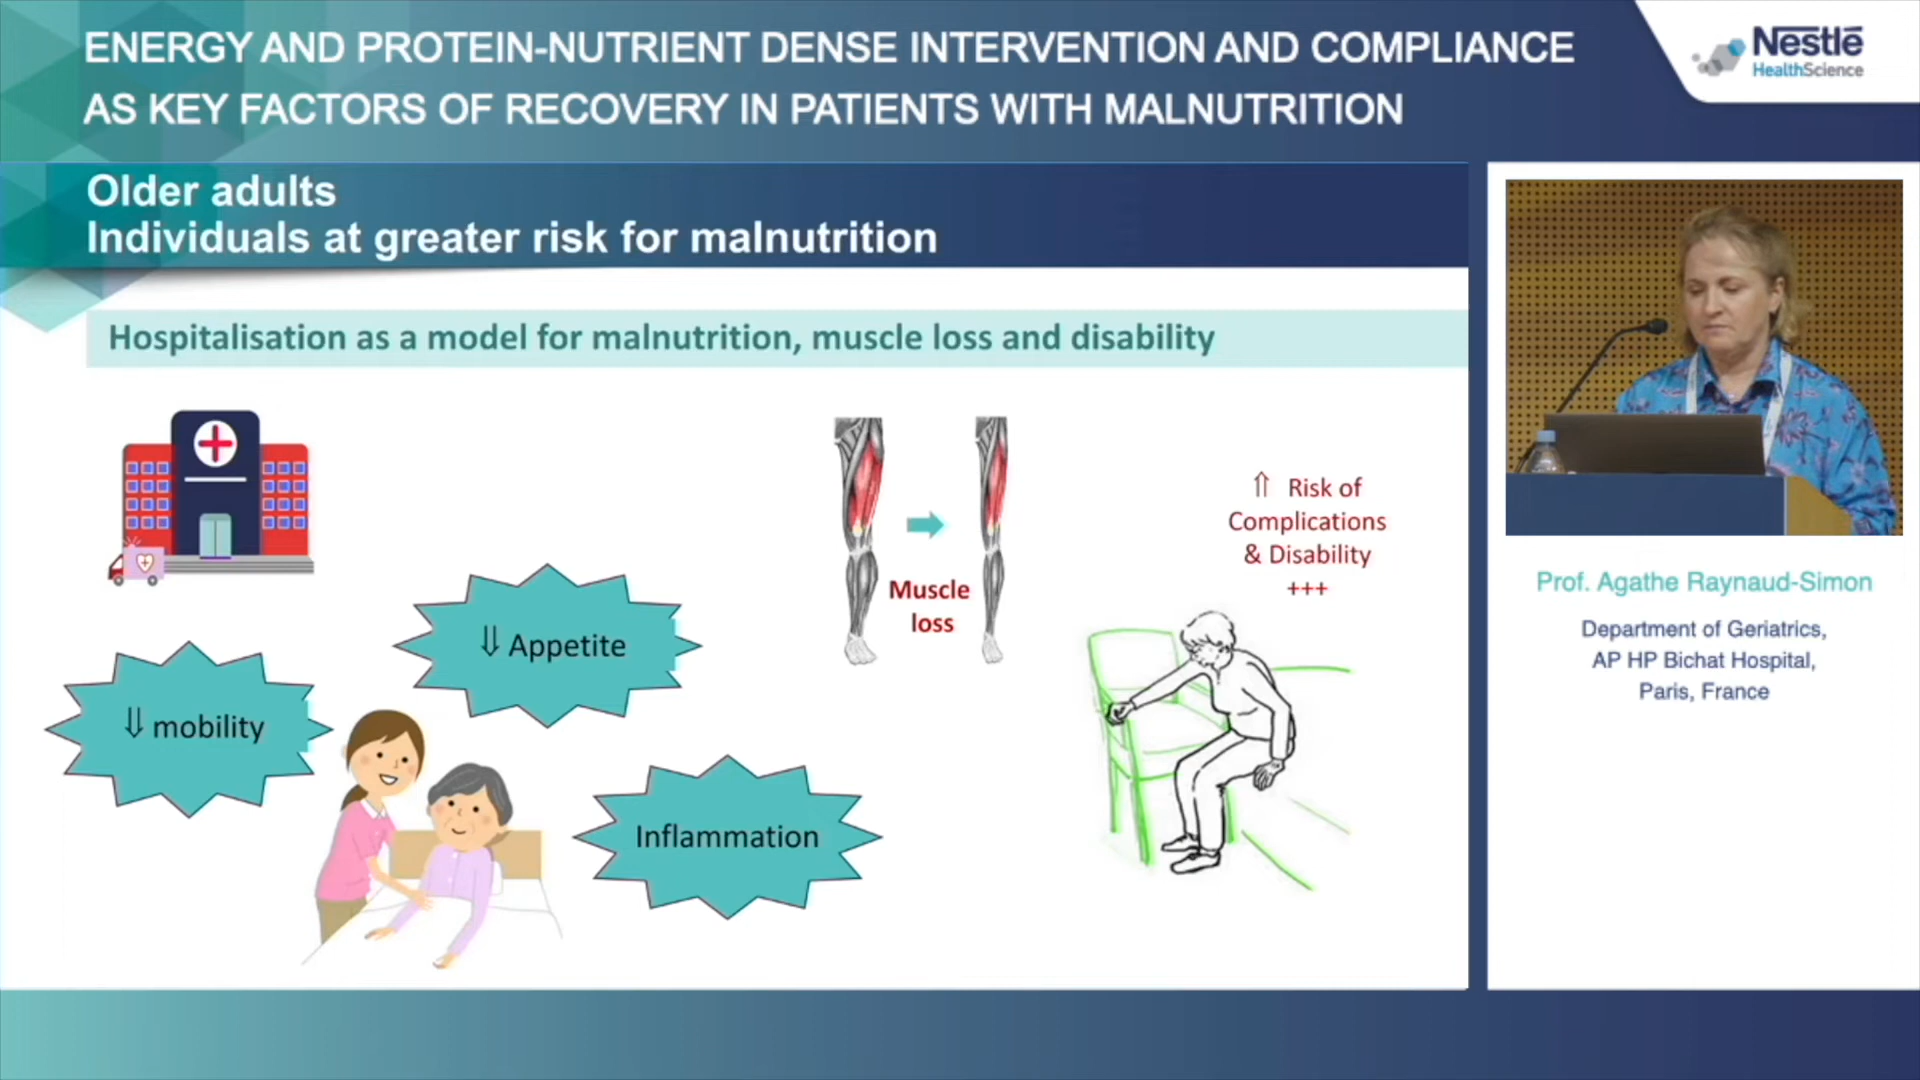 ENERGY AND PROTEIN-NUTRIENT DENSE INTERVENTION AND COMPLIANCE
AS KEY FACTORS OF RECOVERY IN PATIENTS WITH MALNUTRITION
Nestlé
HealthScience
Older adults
Individuals at greater risk for malnutrition
Hospitalisation as a model for malnutrition, muscle loss and disability
⇓ Appetite
⇓ mobility
Inflammation
Muscle
loss
⇑ Risk of
Complications
& Disability
+++
Prof. Agathe Raynaud-Simon
Department of Geriatrics,
AP HP Bichat Hospital,
Paris, France